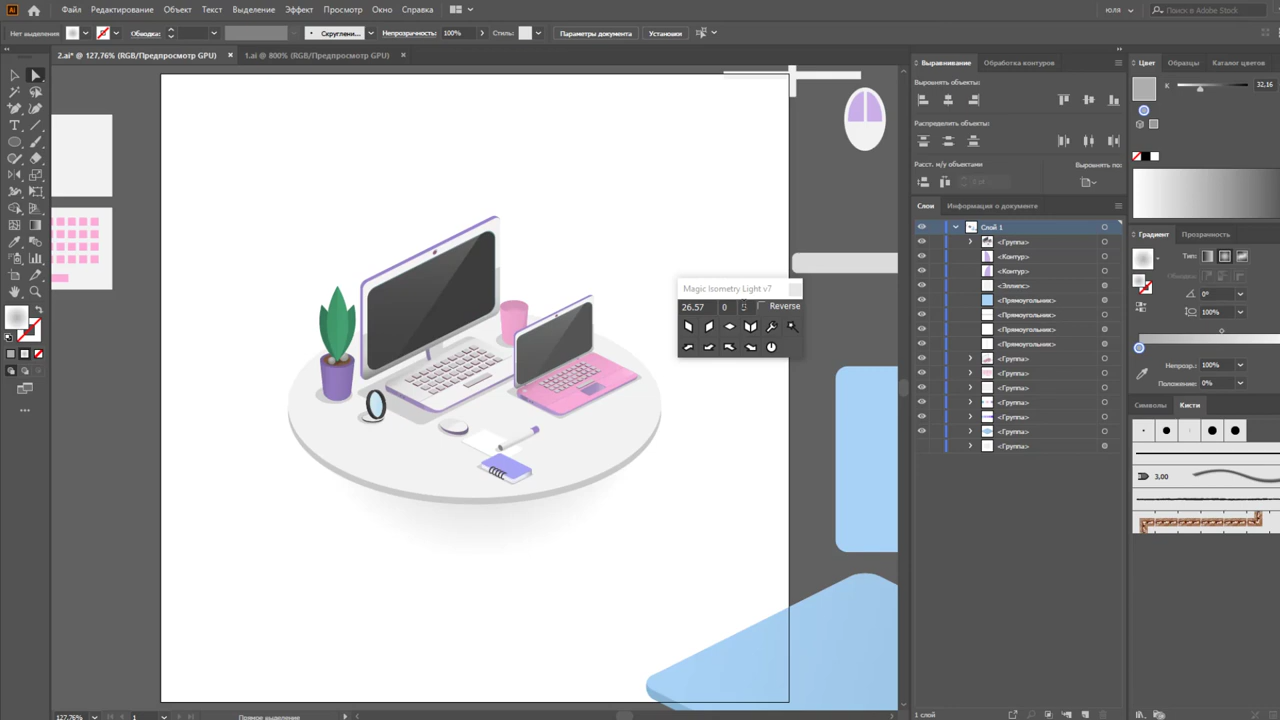 Ai Файл Редактирование Объект Текст Выделение Эффект Просмотр Окно Справка юля Поиск в Adobe Stock
Нет выделения Обводка: Скруглени... Непрозрачность: 100% Стиль: Параметры документа Установки
2.ai* @ 127,76% (RGB/Предпросмотр GPU) × 1.ai @ 800% (RGB/Предпросмотр GPU) ×
Выравнивание Обработка контуров
Выровнять объекты:
Распределить объекты:
Расст. м/у объектами Выровнять по:
Слои Информация о документе
Слой 1
<Группа>
<Контур>
<Контур>
<Эллипс>
<Прямоугольник>
<Прямоугольник>
<Прямоугольник>
<Прямоугольник>
<Группа>
<Группа>
<Группа>
<Группа>
<Группа>
<Группа>
<Группа>
1 слой
Цвет Образцы Каталог цветов
K 32,16
Градиент Прозрачность
Тип:
0°
100%
Непрозр.: 100%
Положение: 0%
Символы Кисти
3,00
Magic Isometry Light v7
26.57 0 Reverse
127,76% 1 Прямое выделение